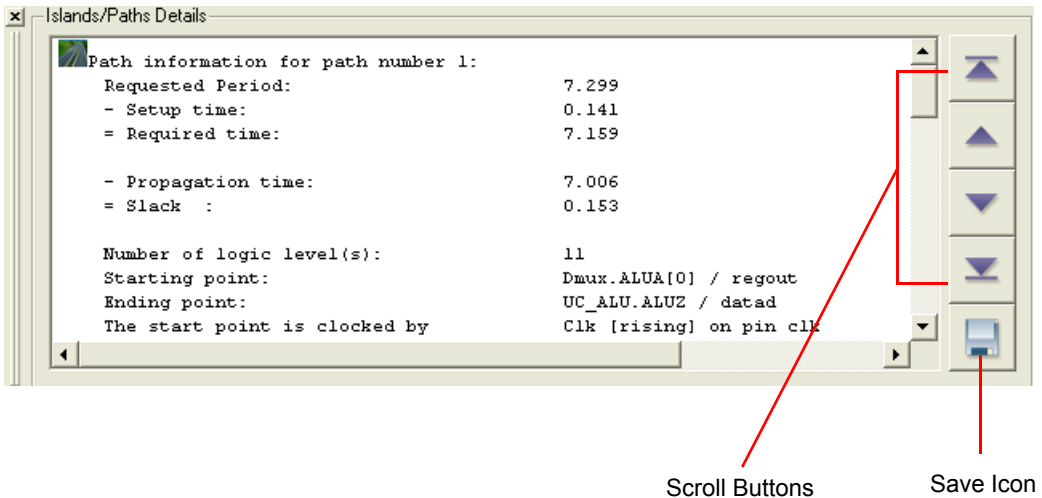 Islands/Paths Details
Path information for path number 1:
Requested Period: 7.299
- Setup time: 0.141
= Required time: 7.159
- Propagation time: 7.006
= Slack : 0.153
Number of logic level(s): 11
Starting point: Dmux.ALUA[0] / regout
Ending point: UC_ALU.ALUZ / datad
The start point is clocked by Clk [rising] on pin clk
Scroll Buttons
Save Icon